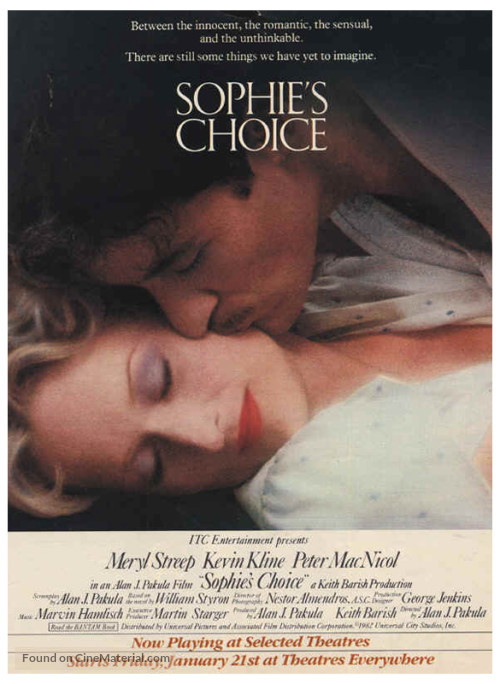 Between the innocent, the romantic, the sensual,
and the unthinkable.
There are still some things we have yet to imagine.
SOPHIE'S
CHOICE
ITC Entertainment presents
Meryl Streep Kevin Kline Peter MacNicol
in an Alan J. Pakula Film "Sophie's Choice" a Keith Barish Production
Screenplay by Alan J. Pakula Based on the novel by William Styron Director of Photography Nestor Almendros, A.S.C. Production Designer George Jenkins
Music Marvin Hamlisch Executive Producer Martin Starger Produced by Alan J. Pakula Keith Barish Directed by Alan J. Pakula
Read the BANTAM Book Distributed by Universal Pictures and Associated Film Distribution Corporation. ©1982 Universal City Studios, Inc.
Now Playing at Selected Theatres
Starts Friday, January 21st at Theatres Everywhere
Found on CineMaterial.com